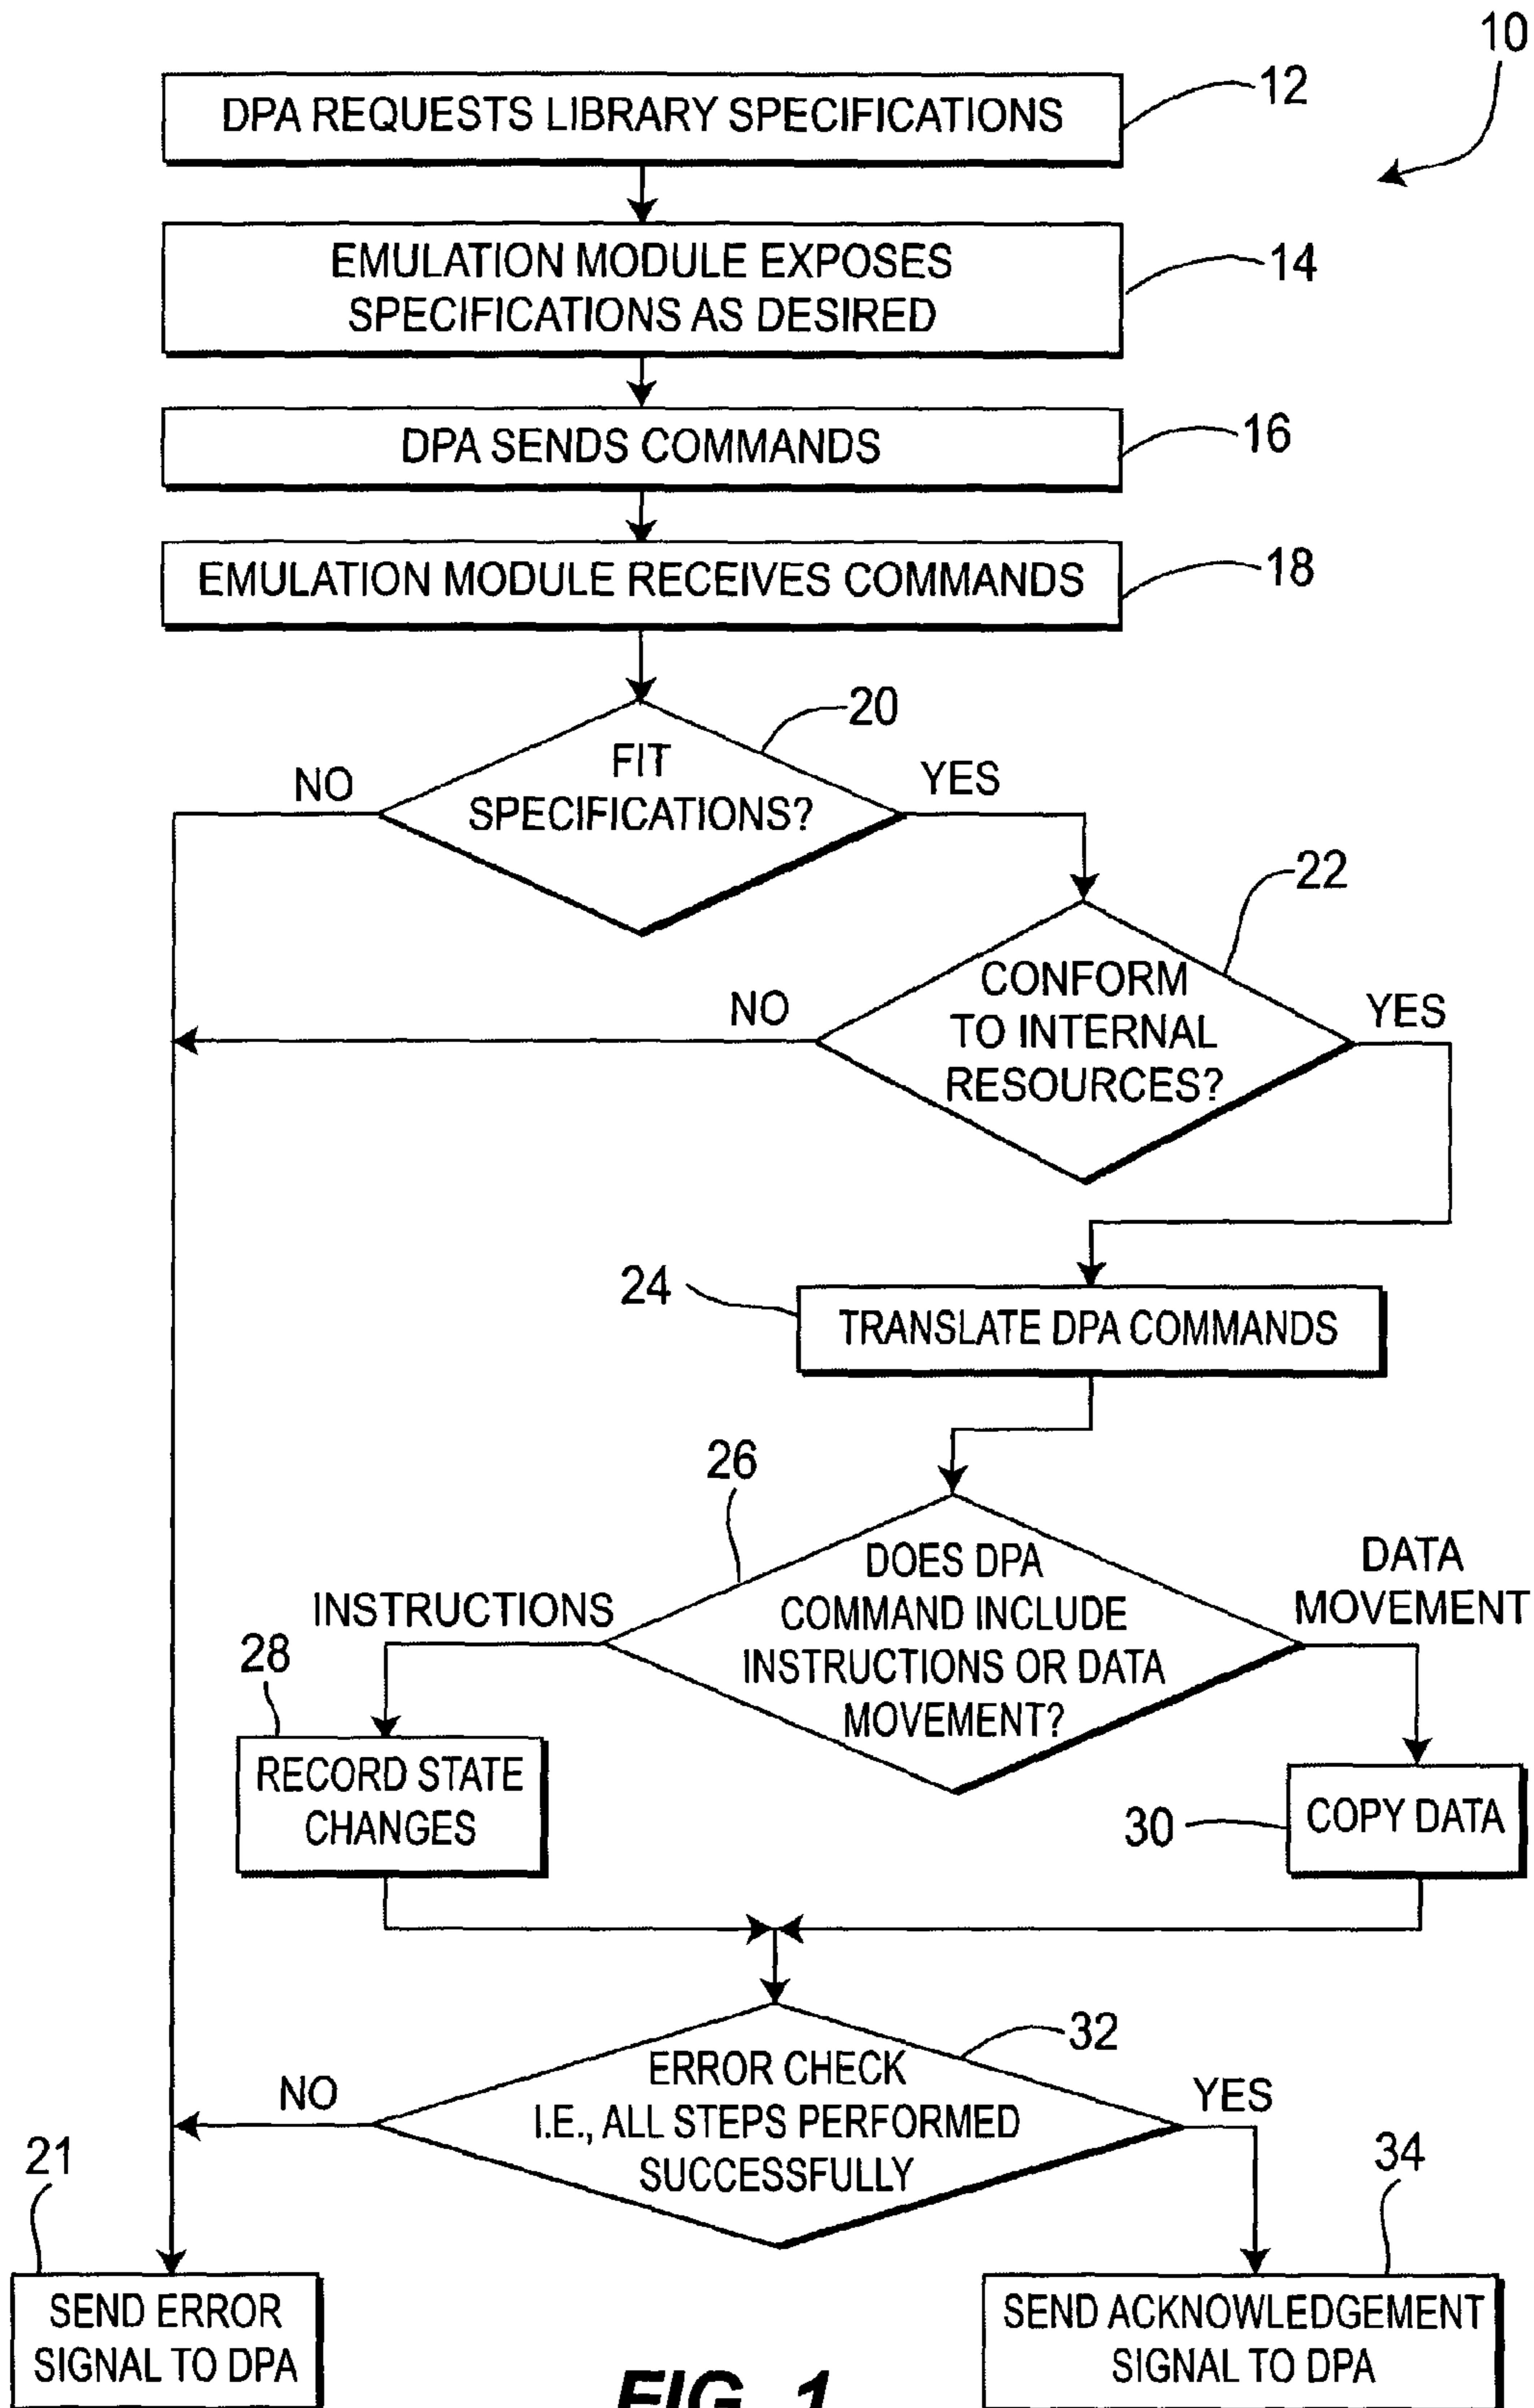 10
DPA REQUESTS LIBRARY SPECIFICATIONS
12
EMULATION MODULE EXPOSES
SPECIFICATIONS AS DESIRED
14
DPA SENDS COMMANDS
16
EMULATION MODULE RECEIVES COMMANDS
18
20
FIT
SPECIFICATIONS?
NO
YES
22
CONFORM
TO INTERNAL
RESOURCES?
NO
YES
24
TRANSLATE DPA COMMANDS
26
DOES DPA
COMMAND INCLUDE
INSTRUCTIONS OR DATA
MOVEMENT?
INSTRUCTIONS
DATA
MOVEMENT
28
RECORD STATE
CHANGES
30
COPY DATA
32
ERROR CHECK
I.E., ALL STEPS PERFORMED
SUCCESSFULLY
NO
YES
21
SEND ERROR
SIGNAL TO DPA
34
SEND ACKNOWLEDGEMENT
SIGNAL TO DPA
FIG. 1